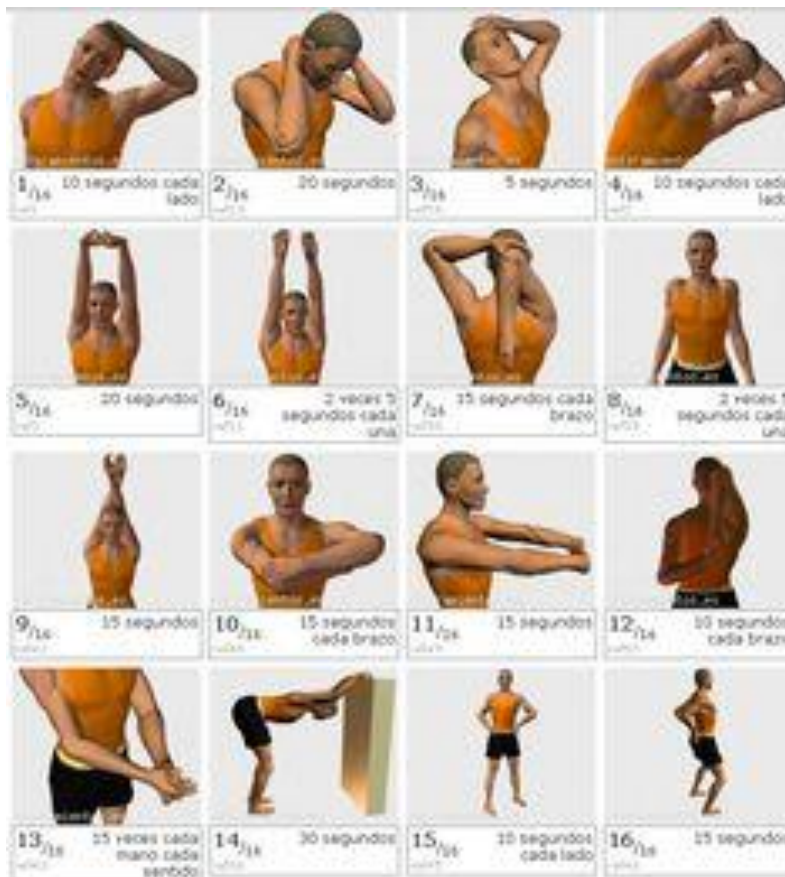 1/16 10 segundos cada
lado
2/16 20 segundos
3/16 5 segundos
4/16 10 segundos cada
lado
5/16 20 segundos
6/16 2 veces 5
segundos cada
una
7/16 15 segundos cada
brazo
8/16 2 veces 5
segundos cada
una
9/16 15 segundos
10/16 15 segundos
cada brazo
11/16 15 segundos
12/16 10 segundos
cada brazo
13/16 15 veces cada
mano cada
sentido
14/16 30 segundos
15/16 10 segundos
cada lado
16/16 15 segundos